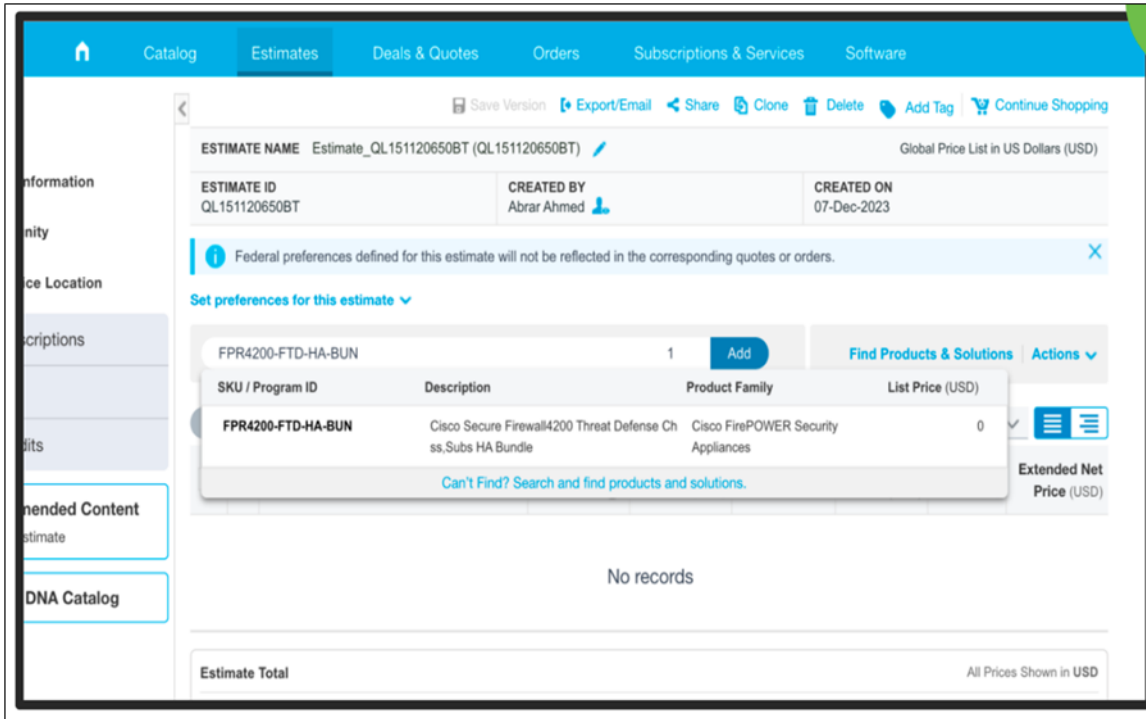 Catalog Estimates Deals & Quotes Orders Subscriptions & Services Software
Save Version Export/Email Share Clone Delete Add Tag Continue Shopping
ESTIMATE NAME Estimate_QL151120650BT (QL151120650BT) Global Price List in US Dollars (USD)
nformation
ESTIMATE ID CREATED BY CREATED ON
QL151120650BT Abrar Ahmed 07-Dec-2023
nity
Federal preferences defined for this estimate will not be reflected in the corresponding quotes or orders.
ice Location
Set preferences for this estimate
criptions
FPR4200-FTD-HA-BUN 1 Add Find Products & Solutions Actions
SKU / Program ID Description Product Family List Price (USD)
FPR4200-FTD-HA-BUN Cisco Secure Firewall4200 Threat Defense Ch Cisco FirePOWER Security 0
ss,Subs HA Bundle Appliances
dits
Can't Find? Search and find products and solutions.
Extended Net
Price (USD)
mended Content
stimate
No records
DNA Catalog
Estimate Total All Prices Shown in USD